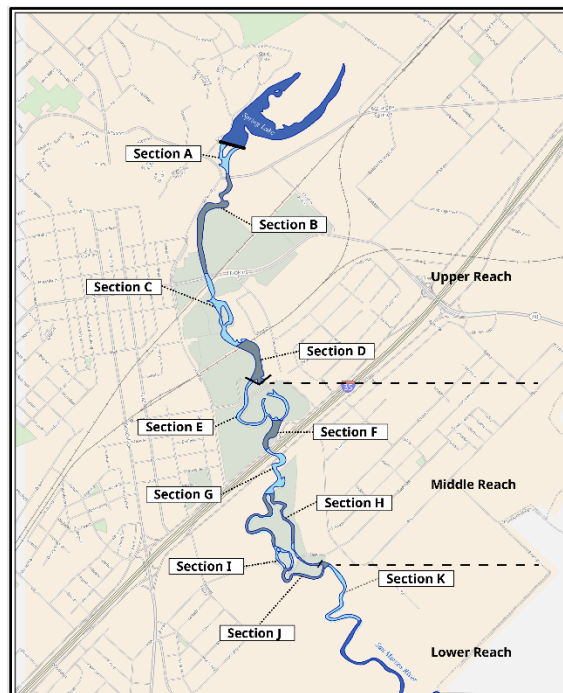 Spring Lake
Section A
Section B
Section C
Upper Reach
Section D
35
Section E
Section F
Section G
Middle Reach
Section H
Section I
Section K
Section J
San Marcos River
Lower Reach